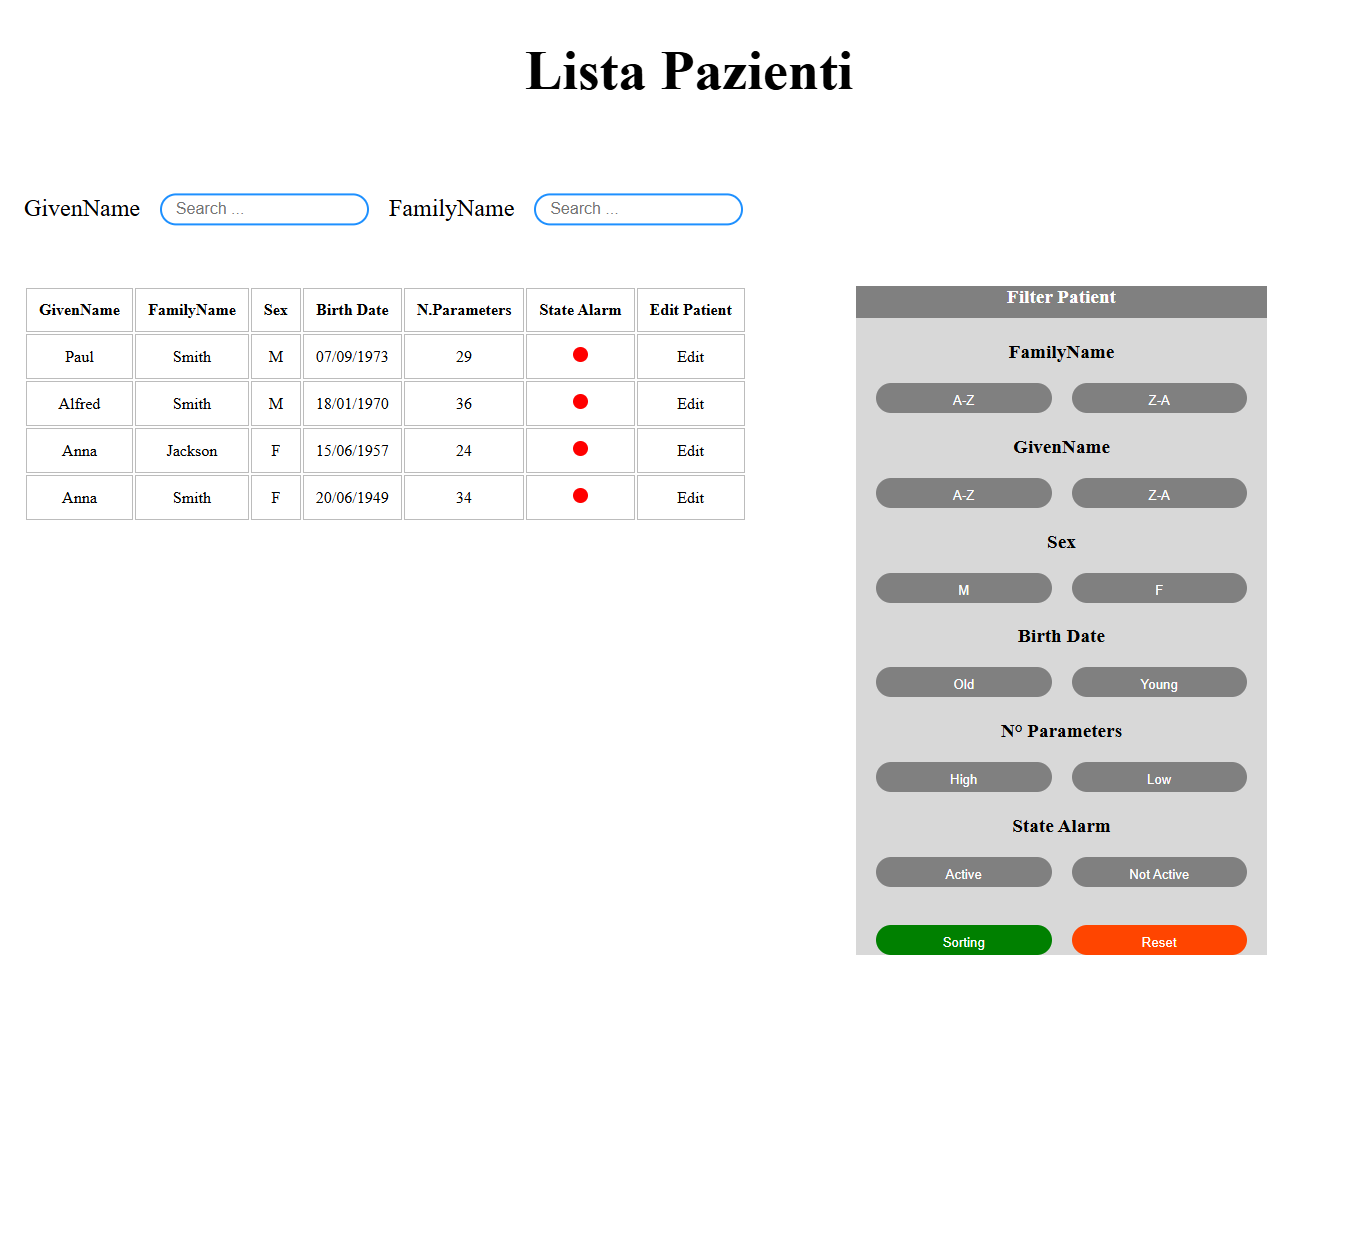 Lista Pazienti
GivenName Search ... FamilyName Search ...
GivenName FamilyName Sex Birth Date N.Parameters State Alarm Edit Patient
Paul Smith M 07/09/1973 29 Edit
Alfred Smith M 18/01/1970 36 Edit
Anna Jackson F 15/06/1957 24 Edit
Anna Smith F 20/06/1949 34 Edit
Filter Patient
FamilyName
A-Z Z-A
GivenName
A-Z Z-A
Sex
M F
Birth Date
Old Young
N° Parameters
High Low
State Alarm
Active Not Active
Sorting Reset